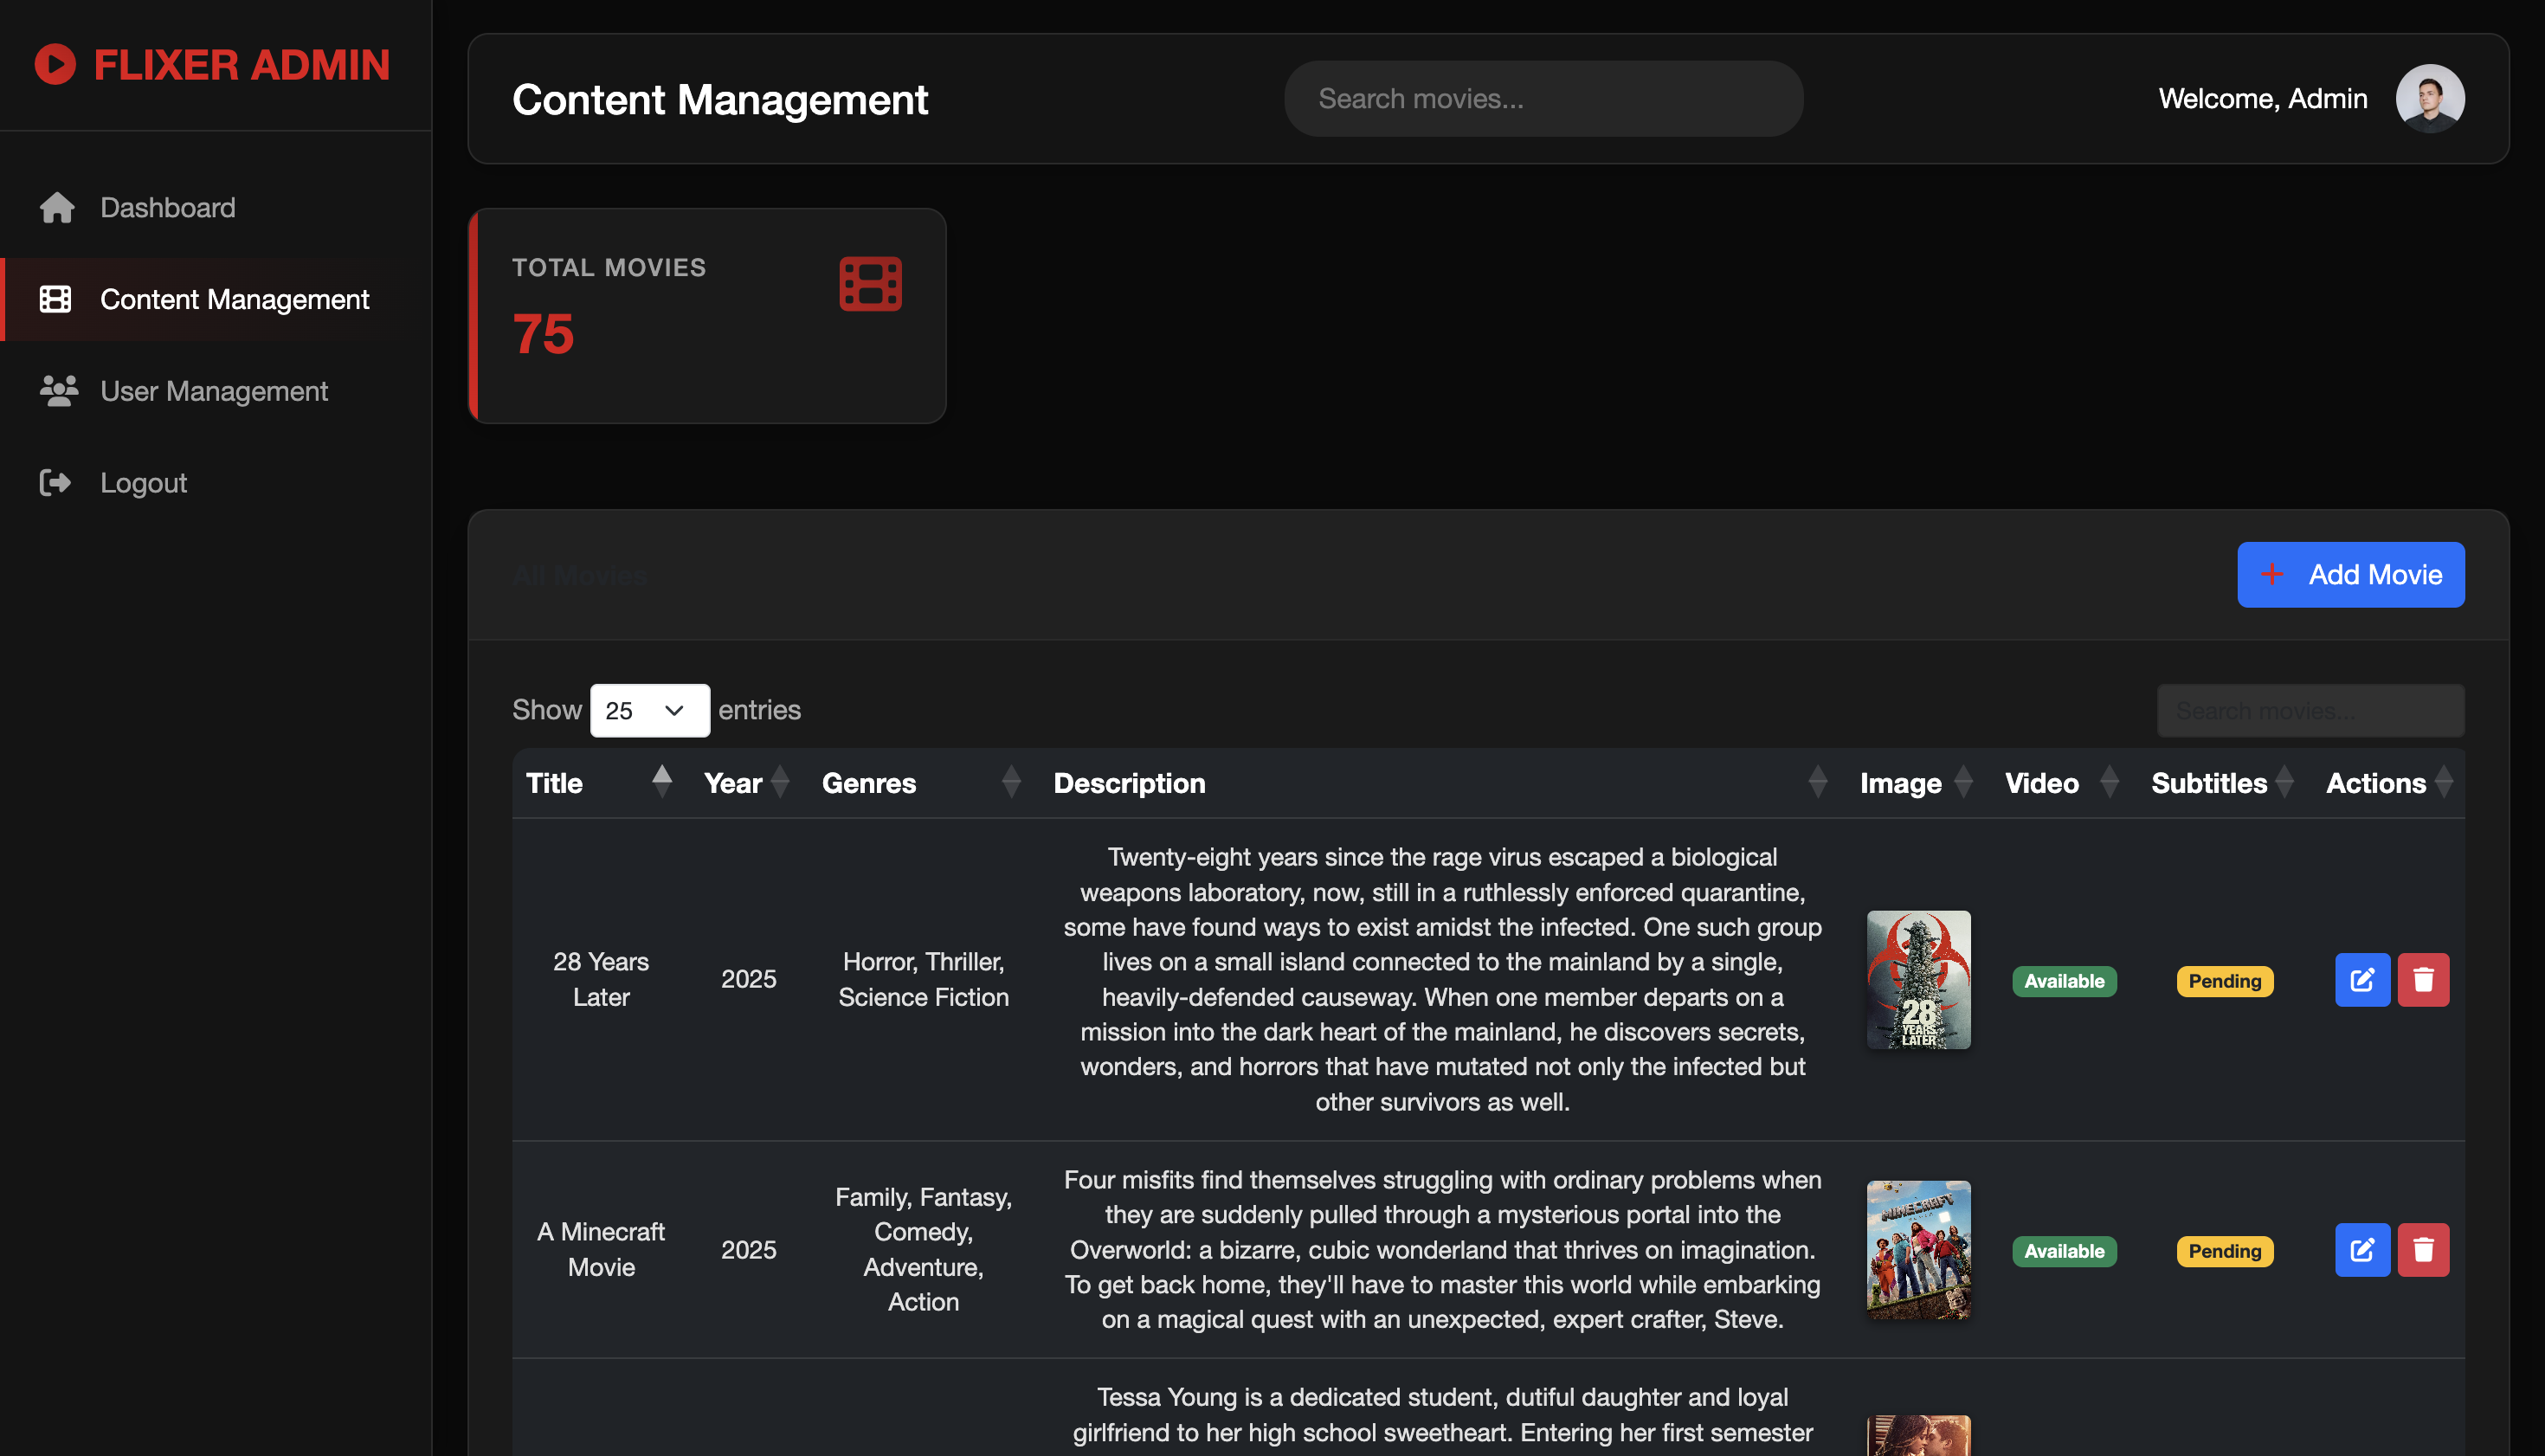 FLIXER ADMIN
Dashboard
Content Management
User Management
Logout
Content Management
Search movies...
Welcome, Admin
TOTAL MOVIES
75
All Movies
Add Movie
Show 25 entries
Search movies...
Title Year Genres Description Image Video Subtitles Actions
28 Years
Later
2025
Horror, Thriller,
Science Fiction
Twenty-eight years since the rage virus escaped a biological
weapons laboratory, now, still in a ruthlessly enforced quarantine,
some have found ways to exist amidst the infected. One such group
lives on a small island connected to the mainland by a single,
heavily-defended causeway. When one member departs on a
mission into the dark heart of the mainland, he discovers secrets,
wonders, and horrors that have mutated not only the infected but
other survivors as well.
28
YEARS
LATER
Available
Pending
A Minecraft
Movie
2025
Family, Fantasy,
Comedy,
Adventure,
Action
Four misfits find themselves struggling with ordinary problems when
they are suddenly pulled through a mysterious portal into the
Overworld: a bizarre, cubic wonderland that thrives on imagination.
To get back home, they'll have to master this world while embarking
on a magical quest with an unexpected, expert crafter, Steve.
MINECRAFT
Available
Pending
Tessa Young is a dedicated student, dutiful daughter and loyal
girlfriend to her high school sweetheart. Entering her first semester